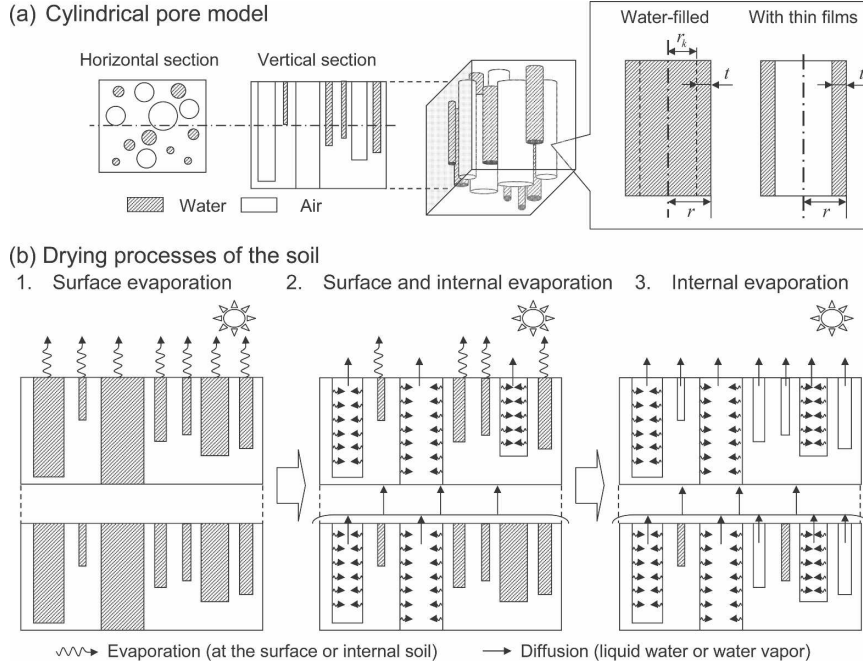 (a) Cylindrical pore model
Horizontal section
Vertical section
Water-filled
With thin films
r_k
t
t
r
r
Water
Air
(b) Drying processes of the soil
1. Surface evaporation
2. Surface and internal evaporation
3. Internal evaporation
Evaporation (at the surface or internal soil)
Diffusion (liquid water or water vapor)